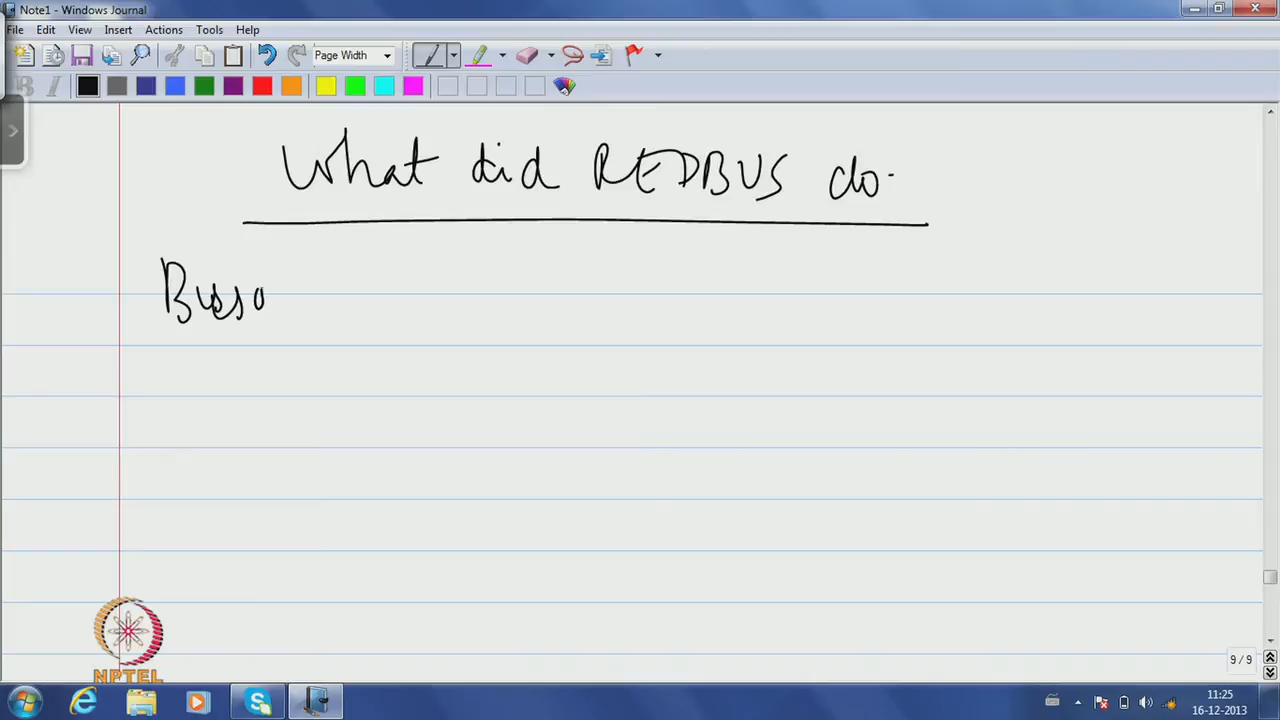 Note1 - Windows Journal
File Edit View Insert Actions Tools Help
Page Width
B I
What did REDBUS do.
Busso
9 / 9
NPTEL
11:25
16-12-2013